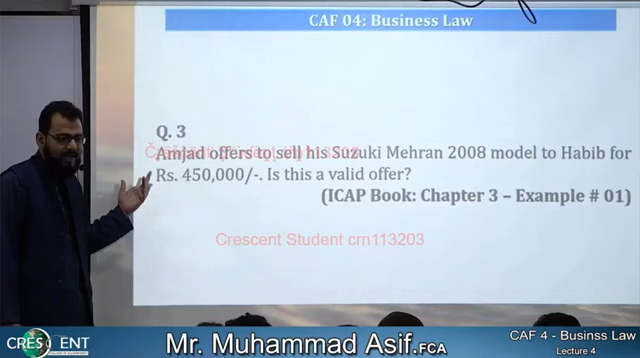 CAF 04: Business Law
Q. 3
Amjad offers to sell his Suzuki Mehran 2008 model to Habib for
Rs. 450,000/-. Is this a valid offer?
(ICAP Book: Chapter 3 – Example # 01)
Crescent Student crn113203
CRESCENT
Mr. Muhammad Asif.FCA
CAF 4 - Businss Law
Lecture 4